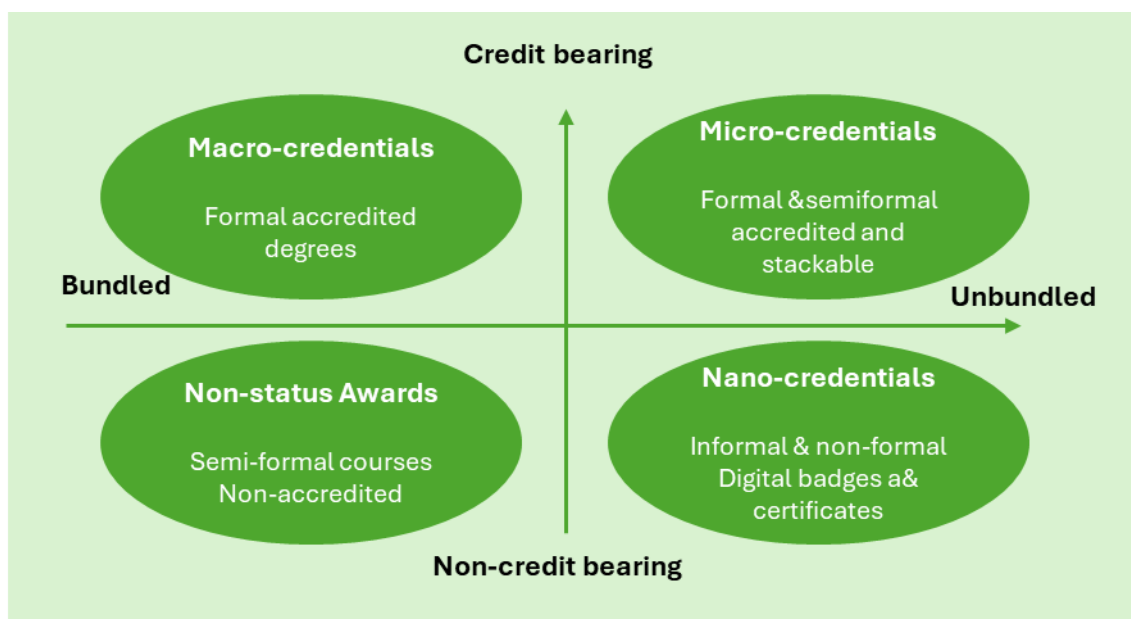 Credit bearing
Macro-credentials
Formal accredited
degrees
Micro-credentials
Formal &semiformal
accredited and
stackable
Bundled
Unbundled
Non-status Awards
Semi-formal courses
Non-accredited
Nano-credentials
Informal & non-formal
Digital badges a&
certificates
Non-credit bearing